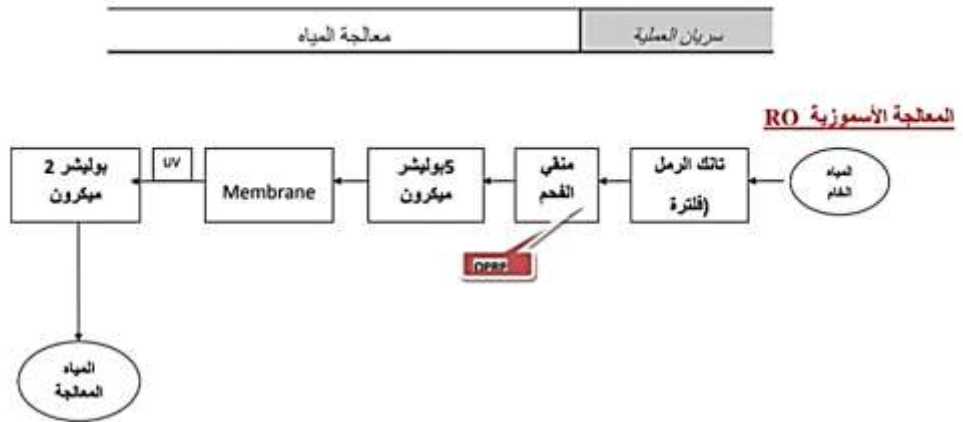 سريان العملية
معالجة المياه
المعالجة الأسموزية RO
المياه
الخام
تانك الرمل
(فلترة
منقي
الفحم
5بوليشر
ميكرون
Membrane
UV
بوليشر 2
ميكرون
OPRP
المياه
المعالجة